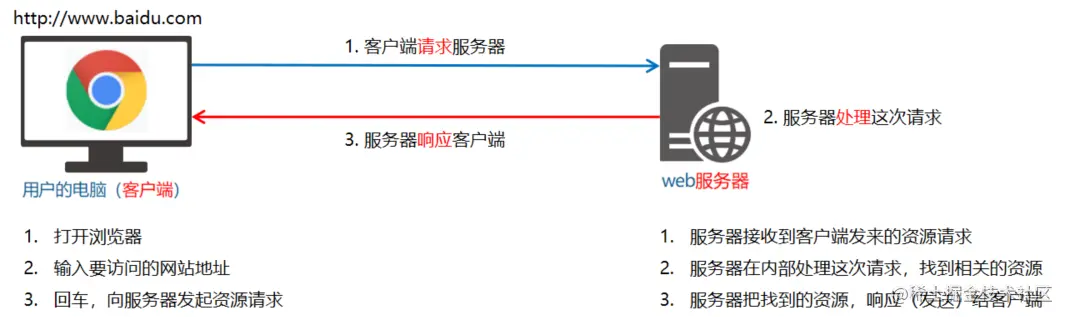 http://www.baidu.com
1. 客户端请求服务器
2. 服务器处理这次请求
3. 服务器响应客户端
用户的电脑（客户端）
web服务器
1. 打开浏览器
2. 输入要访问的网站地址
3. 回车，向服务器发起资源请求
1. 服务器接收到客户端发来的资源请求
2. 服务器在内部处理这次请求，找到相关的资源
3. 服务器把找到的资源，响应（发送）给客户端
@稀土掘金技术社区